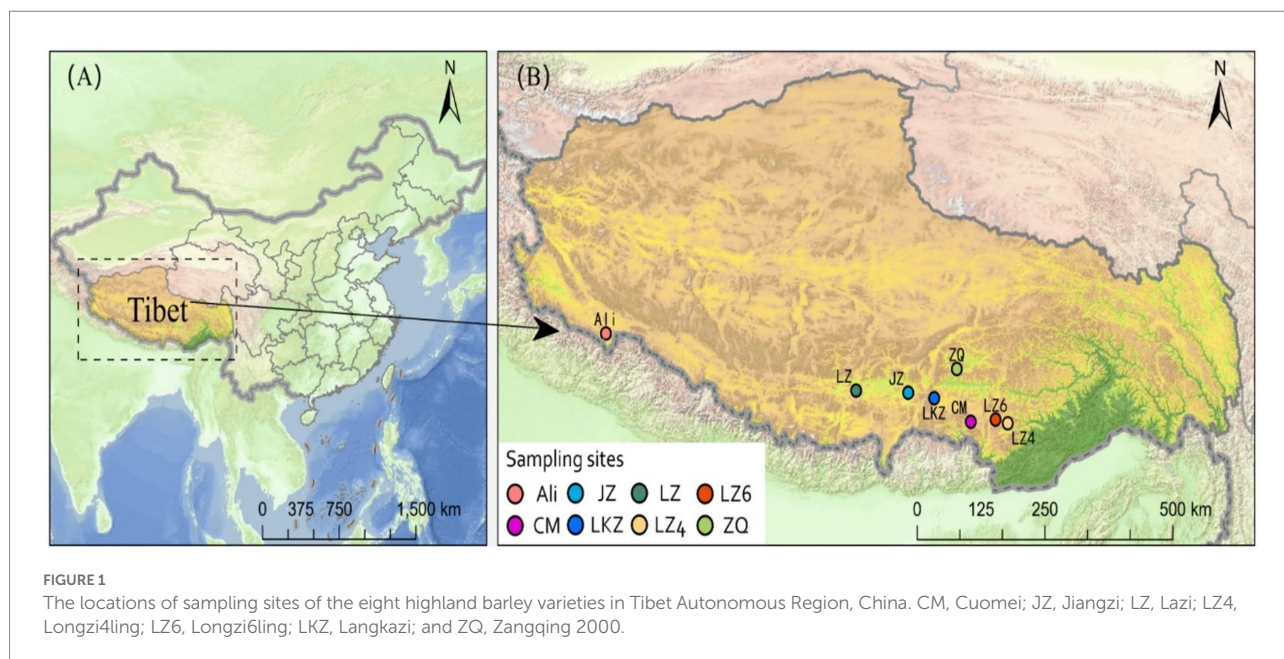 (A)
N
Tibet
0 375 750 1,500 km
(B)
N
Ali
ZQ
LZ
JZ
LKZ
CM
LZ6
LZ4
Sampling sites
Ali JZ LZ LZ6
CM LKZ LZ4 ZQ
0 125 250 500 km
FIGURE 1
The locations of sampling sites of the eight highland barley varieties in Tibet Autonomous Region, China. CM, Cuomei; JZ, Jiangzi; LZ, Lazi; LZ4,
Longzi4ling; LZ6, Longzi6ling; LKZ, Langkazi; and ZQ, Zangqing 2000.